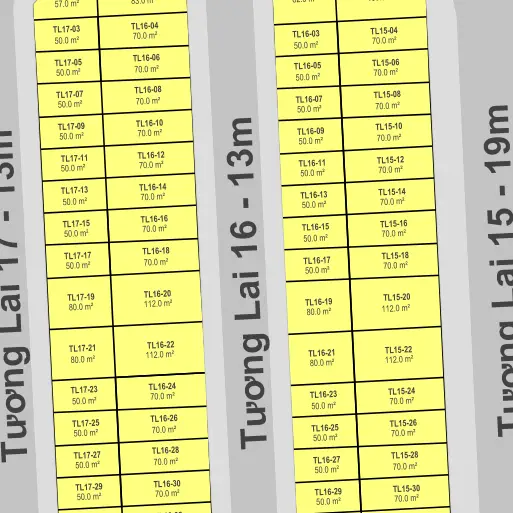 57.0 m²
83.0 m²
TL17-03
50.0 m²
TL16-04
70.0 m²
TL17-05
50.0 m²
TL16-06
70.0 m²
TL17-07
50.0 m²
TL16-08
70.0 m²
TL17-09
50.0 m²
TL16-10
70.0 m²
TL17-11
50.0 m²
TL16-12
70.0 m²
TL17-13
50.0 m²
TL16-14
70.0 m²
TL17-15
50.0 m²
TL16-16
70.0 m²
TL17-17
50.0 m²
TL16-18
70.0 m²
TL17-19
80.0 m²
TL16-20
112.0 m²
TL17-21
80.0 m²
TL16-22
112.0 m²
TL17-23
50.0 m²
TL16-24
70.0 m²
TL17-25
50.0 m²
TL16-26
70.0 m²
TL17-27
50.0 m²
TL16-28
70.0 m²
TL17-29
50.0 m²
TL16-30
70.0 m²
TL16-03
50.0 m²
TL15-04
70.0 m²
TL16-05
50.0 m²
TL15-06
70.0 m²
TL16-07
50.0 m²
TL15-08
70.0 m²
TL16-09
50.0 m²
TL15-10
70.0 m²
TL16-11
50.0 m²
TL15-12
70.0 m²
TL16-13
50.0 m²
TL15-14
70.0 m²
TL16-15
50.0 m²
TL15-16
70.0 m²
TL16-17
50.0 m²
TL15-18
70.0 m²
TL16-19
80.0 m²
TL15-20
112.0 m²
TL16-21
80.0 m²
TL15-22
112.0 m²
TL16-23
50.0 m²
TL15-24
70.0 m²
TL16-25
50.0 m²
TL15-26
70.0 m²
TL16-27
50.0 m²
TL15-28
70.0 m²
TL16-29
50.0 m²
TL15-30
70.0 m²
Tương Lai 17 - 13m
Tương Lai 16 - 13m
Tương Lai 15 - 19m